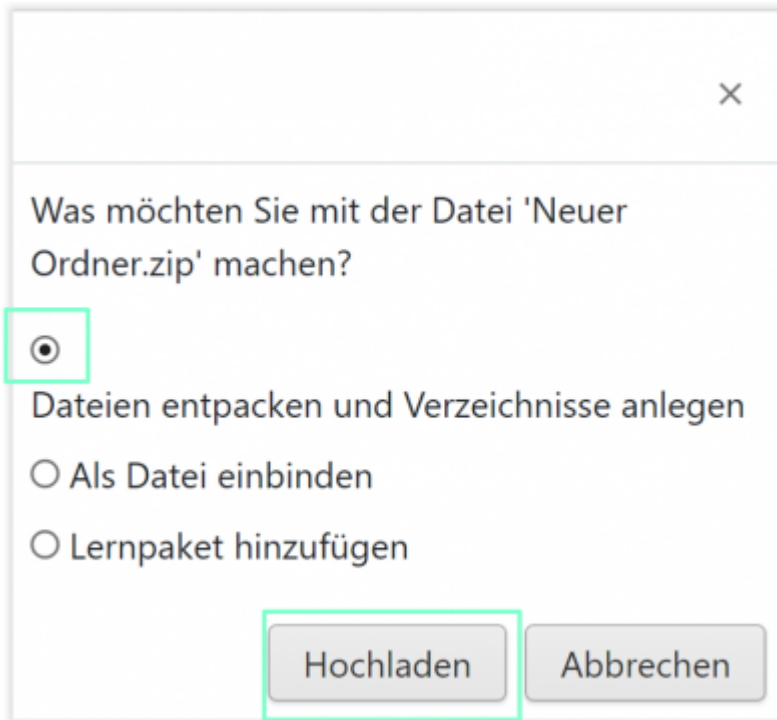 Was möchten Sie mit der Datei 'Neuer
Ordner.zip' machen?
Dateien entpacken und Verzeichnisse anlegen
Als Datei einbinden
Lernpaket hinzufügen
Hochladen Abbrechen